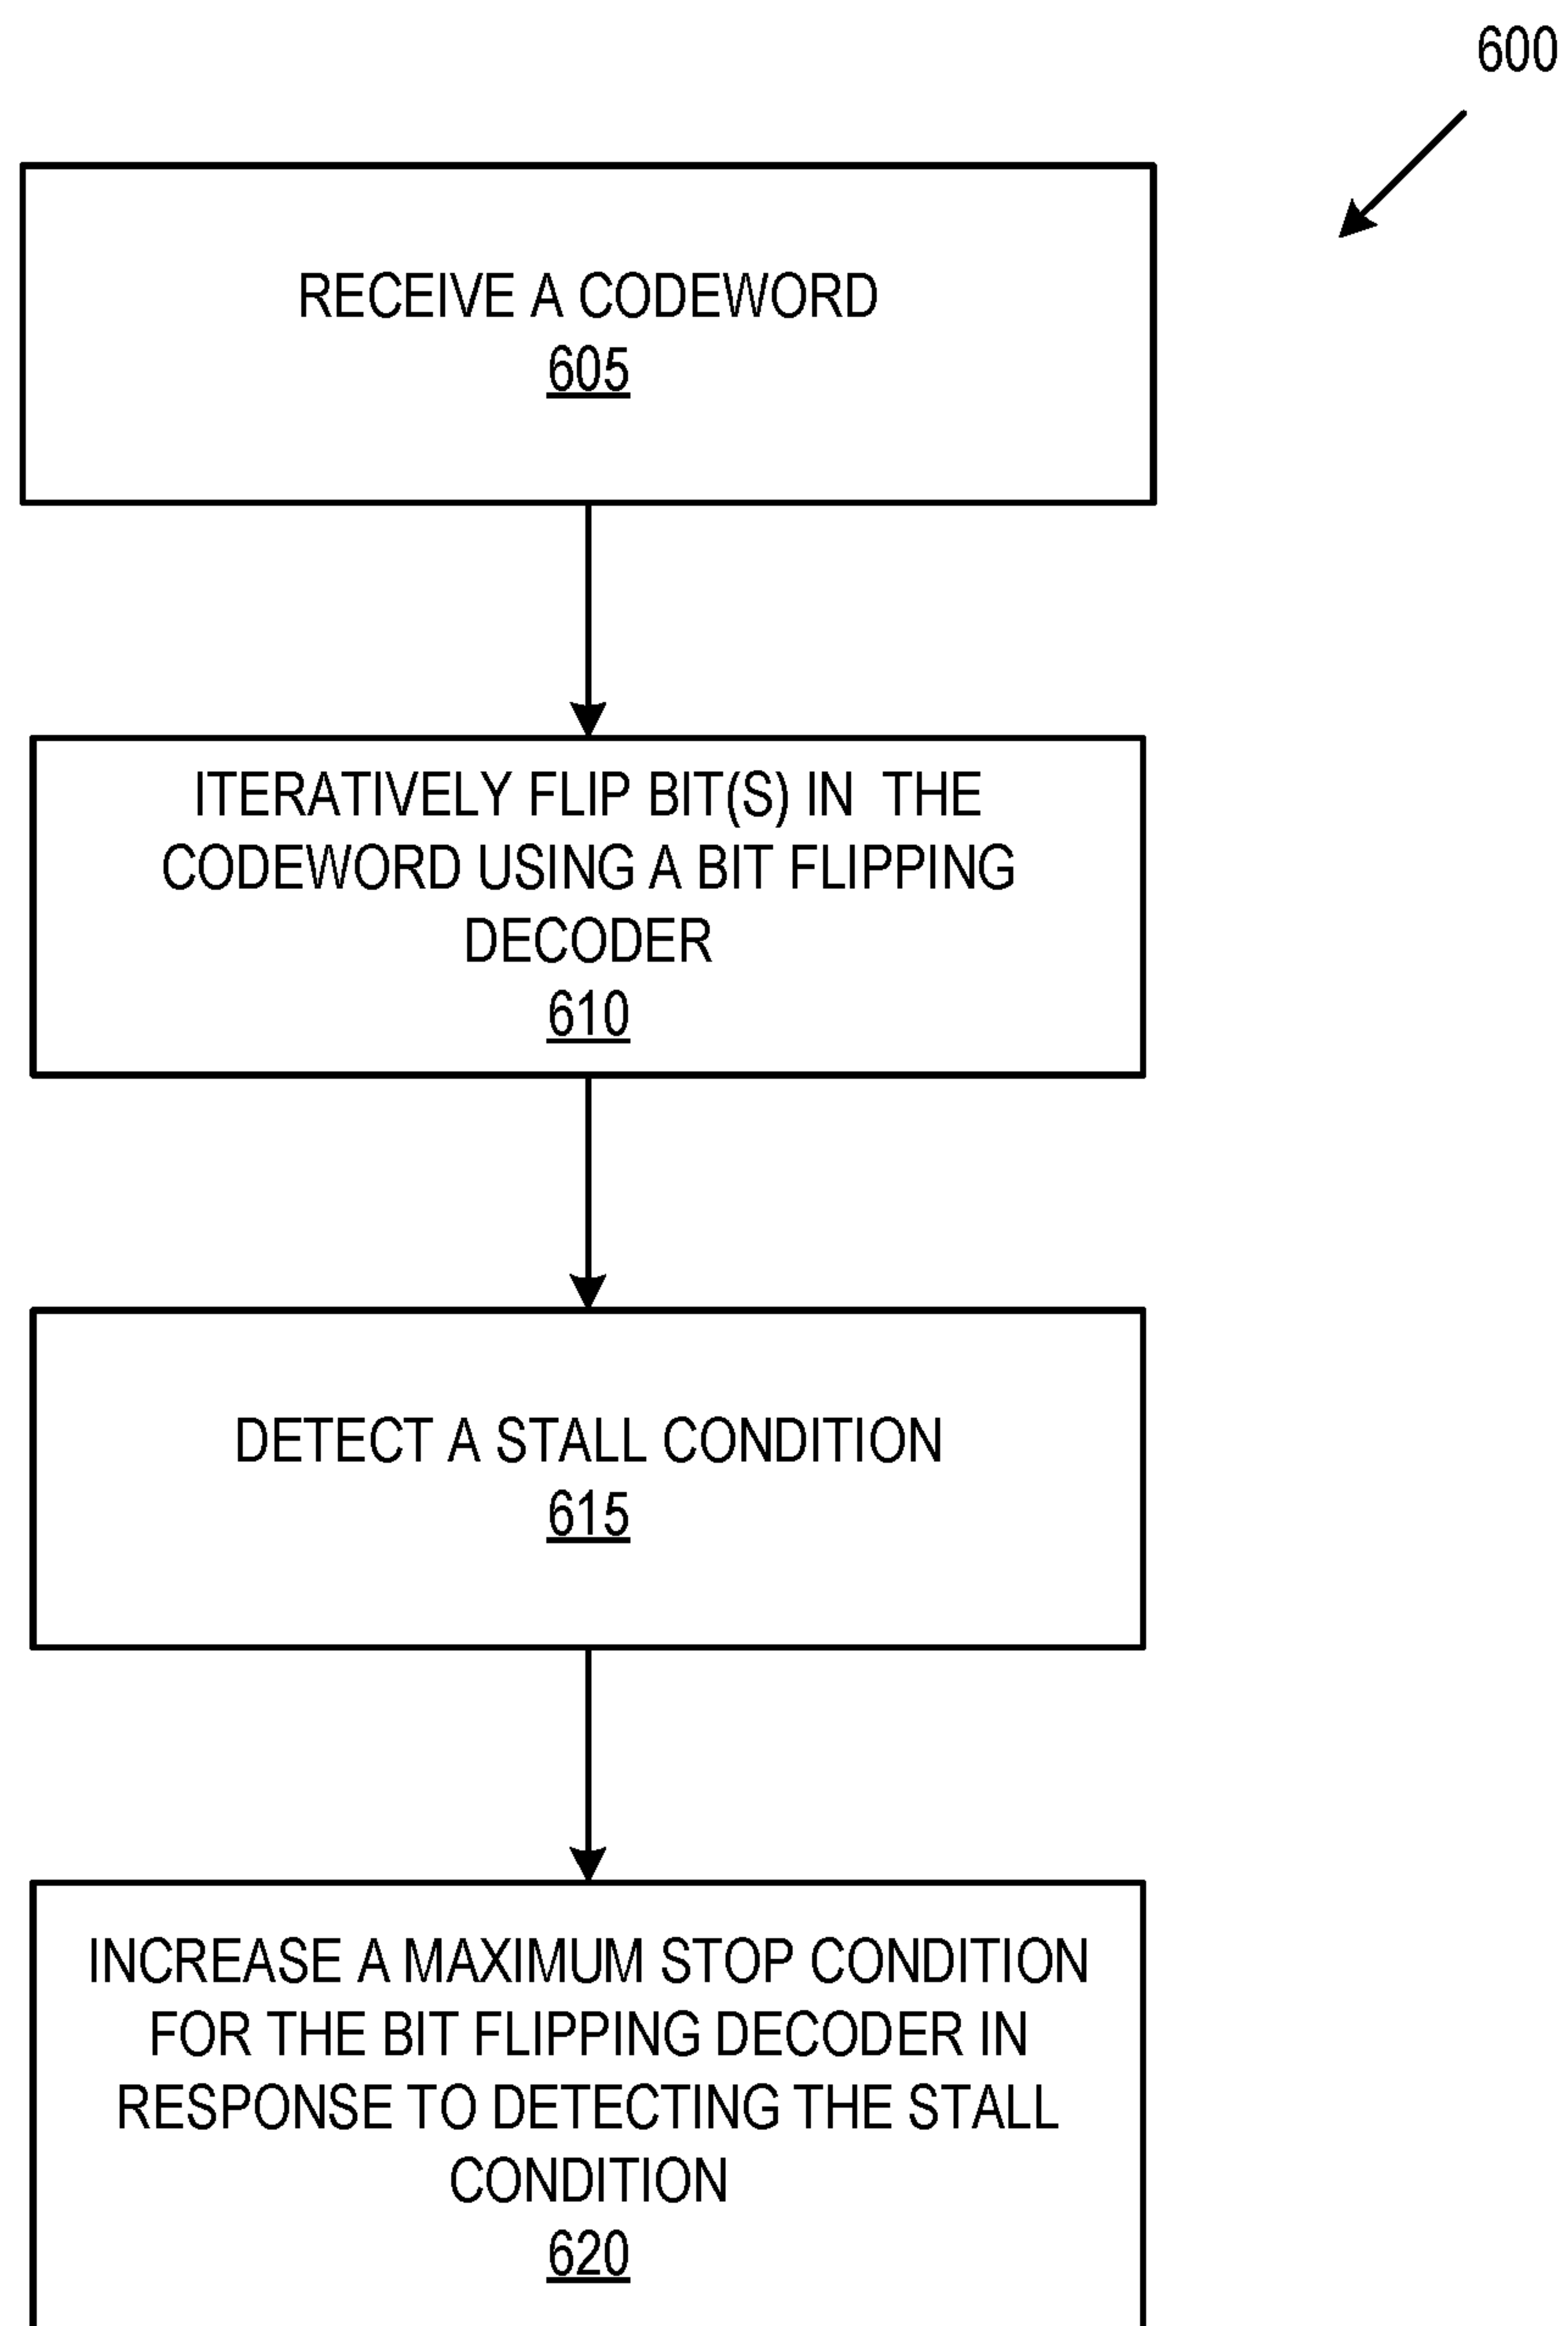 600
RECEIVE A CODEWORD
605
ITERATIVELY FLIP BIT(S) IN THE
CODEWORD USING A BIT FLIPPING
DECODER
610
DETECT A STALL CONDITION
615
INCREASE A MAXIMUM STOP CONDITION
FOR THE BIT FLIPPING DECODER IN
RESPONSE TO DETECTING THE STALL
CONDITION
620